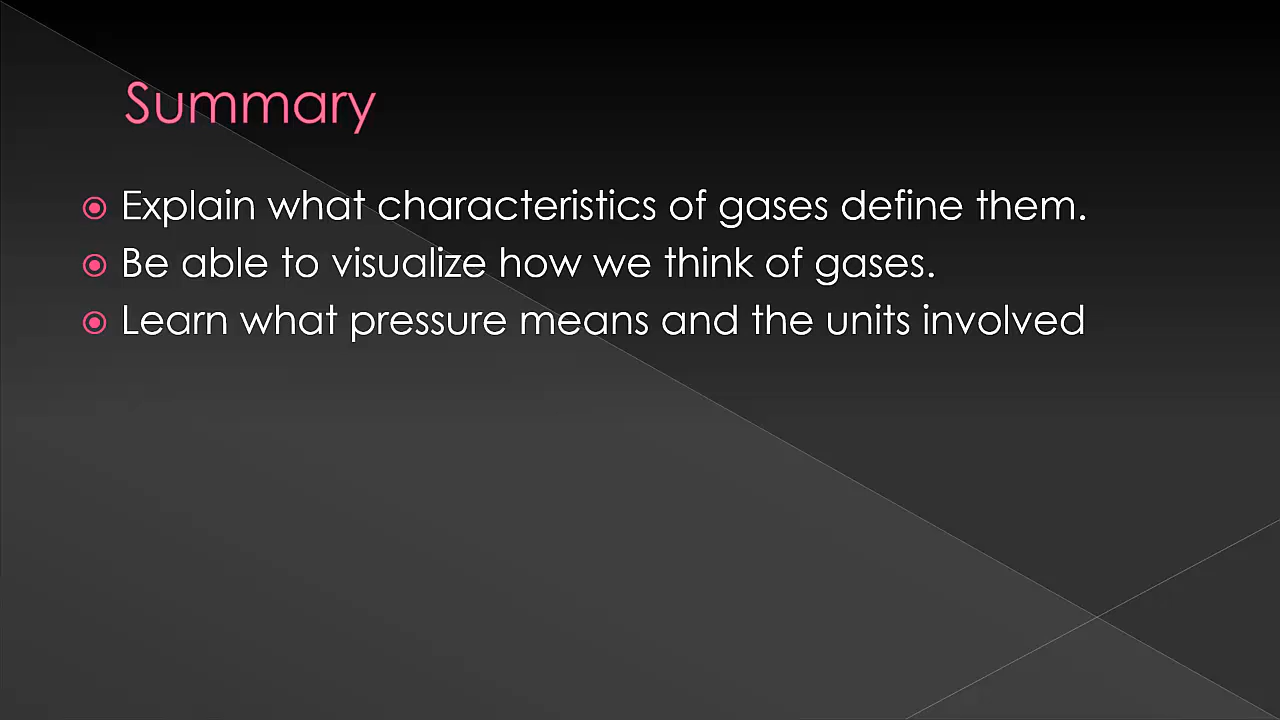 Summary
Explain what characteristics of gases define them.
Be able to visualize how we think of gases.
Learn what pressure means and the units involved